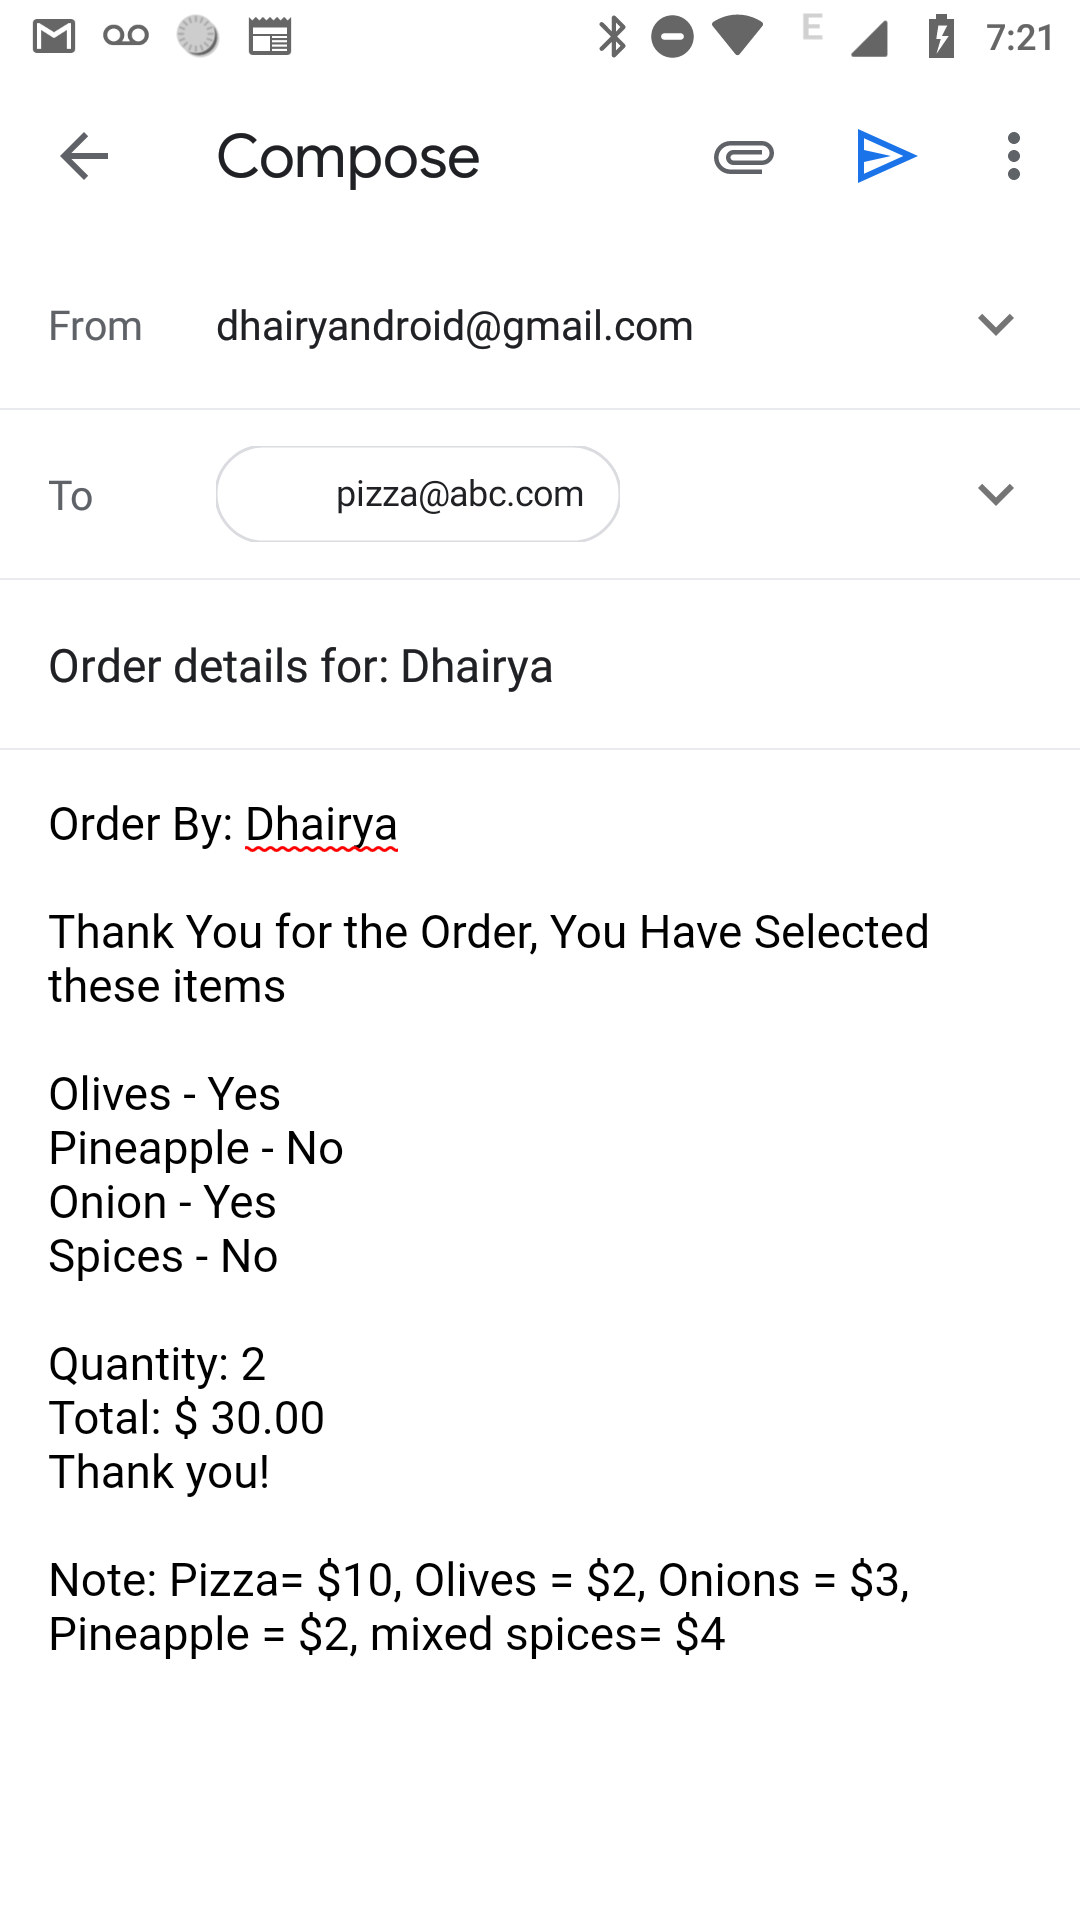 E 7:21
Compose
From dhairyandroid@gmail.com
To pizza@abc.com
Order details for: Dhairya
Order By: Dhairya
Thank You for the Order, You Have Selected
these items
Olives - Yes
Pineapple - No
Onion - Yes
Spices - No
Quantity: 2
Total: $ 30.00
Thank you!
Note: Pizza= $10, Olives = $2, Onions = $3,
Pineapple = $2, mixed spices= $4